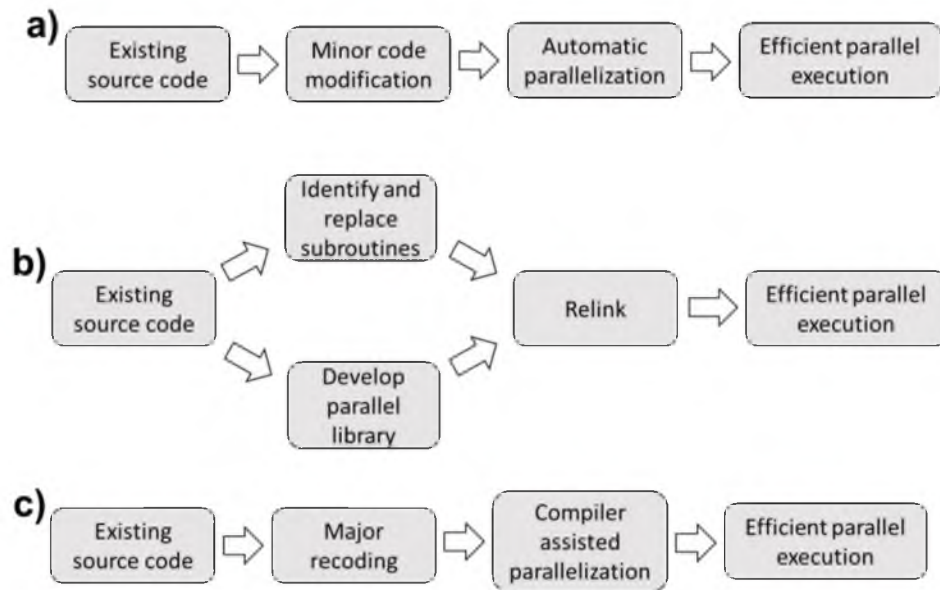 a)
Existing
source code
Minor code
modification
Automatic
parallelization
Efficient parallel
execution
b)
Existing
source code
Identify and
replace
subroutines
Develop
parallel
library
Relink
Efficient parallel
execution
c)
Existing
source code
Major
recoding
Compiler
assisted
parallelization
Efficient parallel
execution